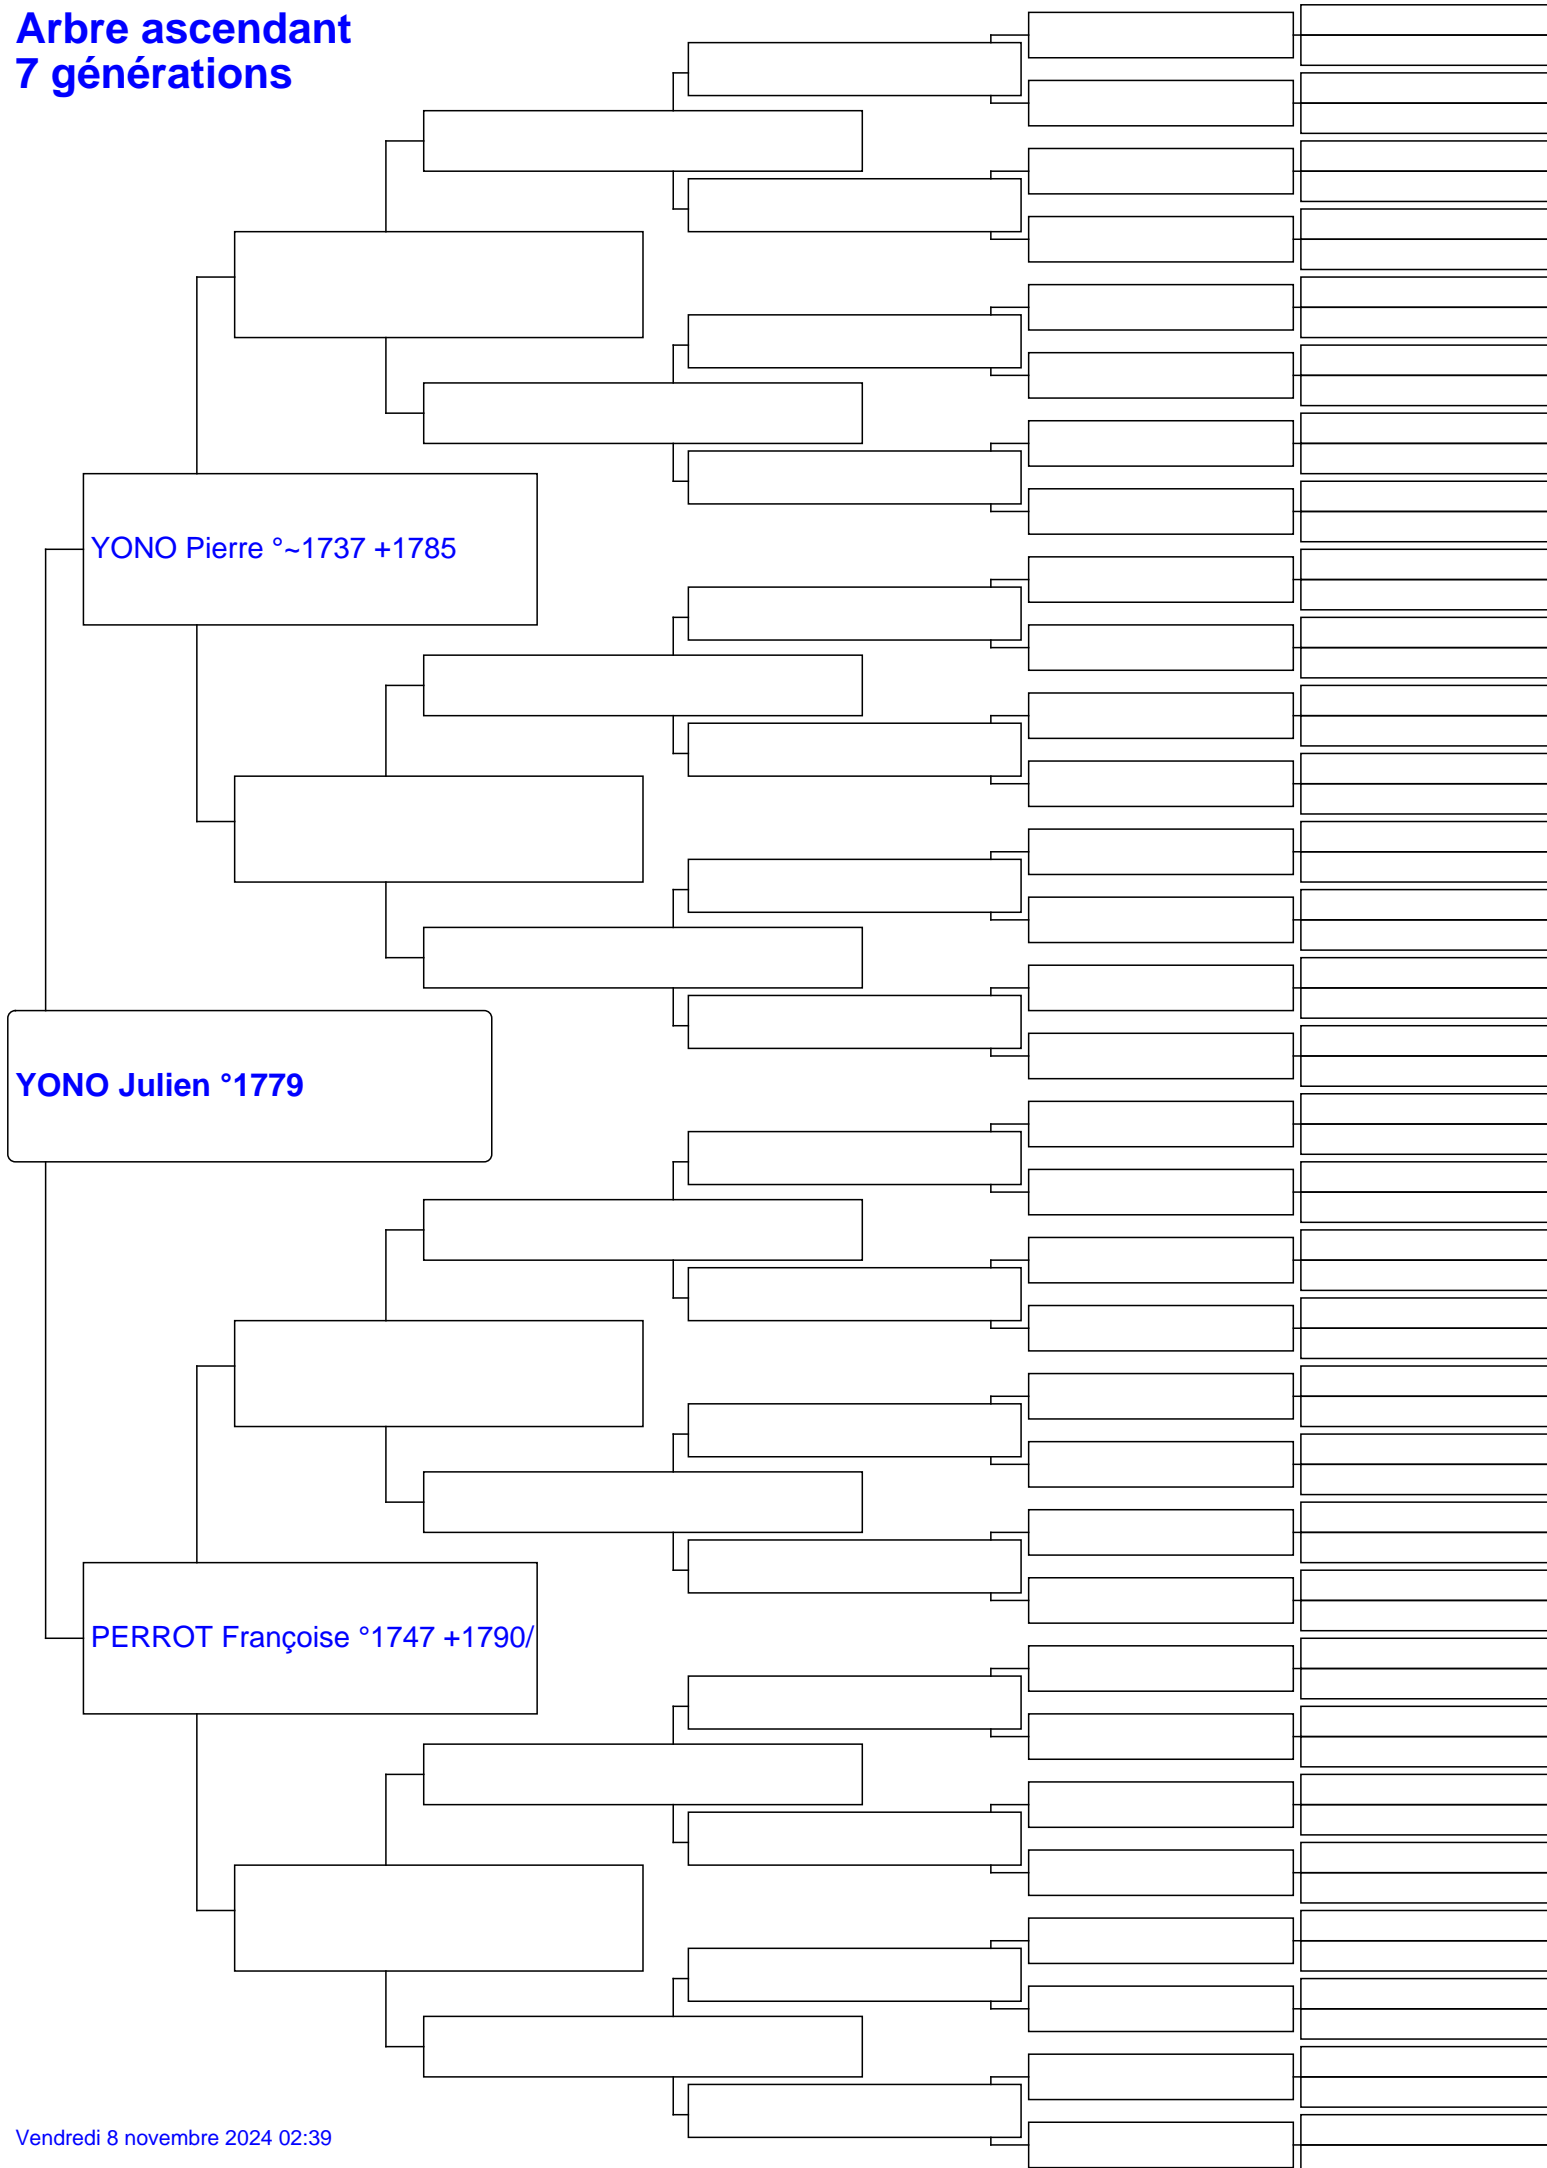 Arbre ascendant
7 générations
YONO Pierre °~1737 +1785
YONO Julien °1779
PERROT Françoise °1747 +1790/
Vendredi 8 novembre 2024 02:39